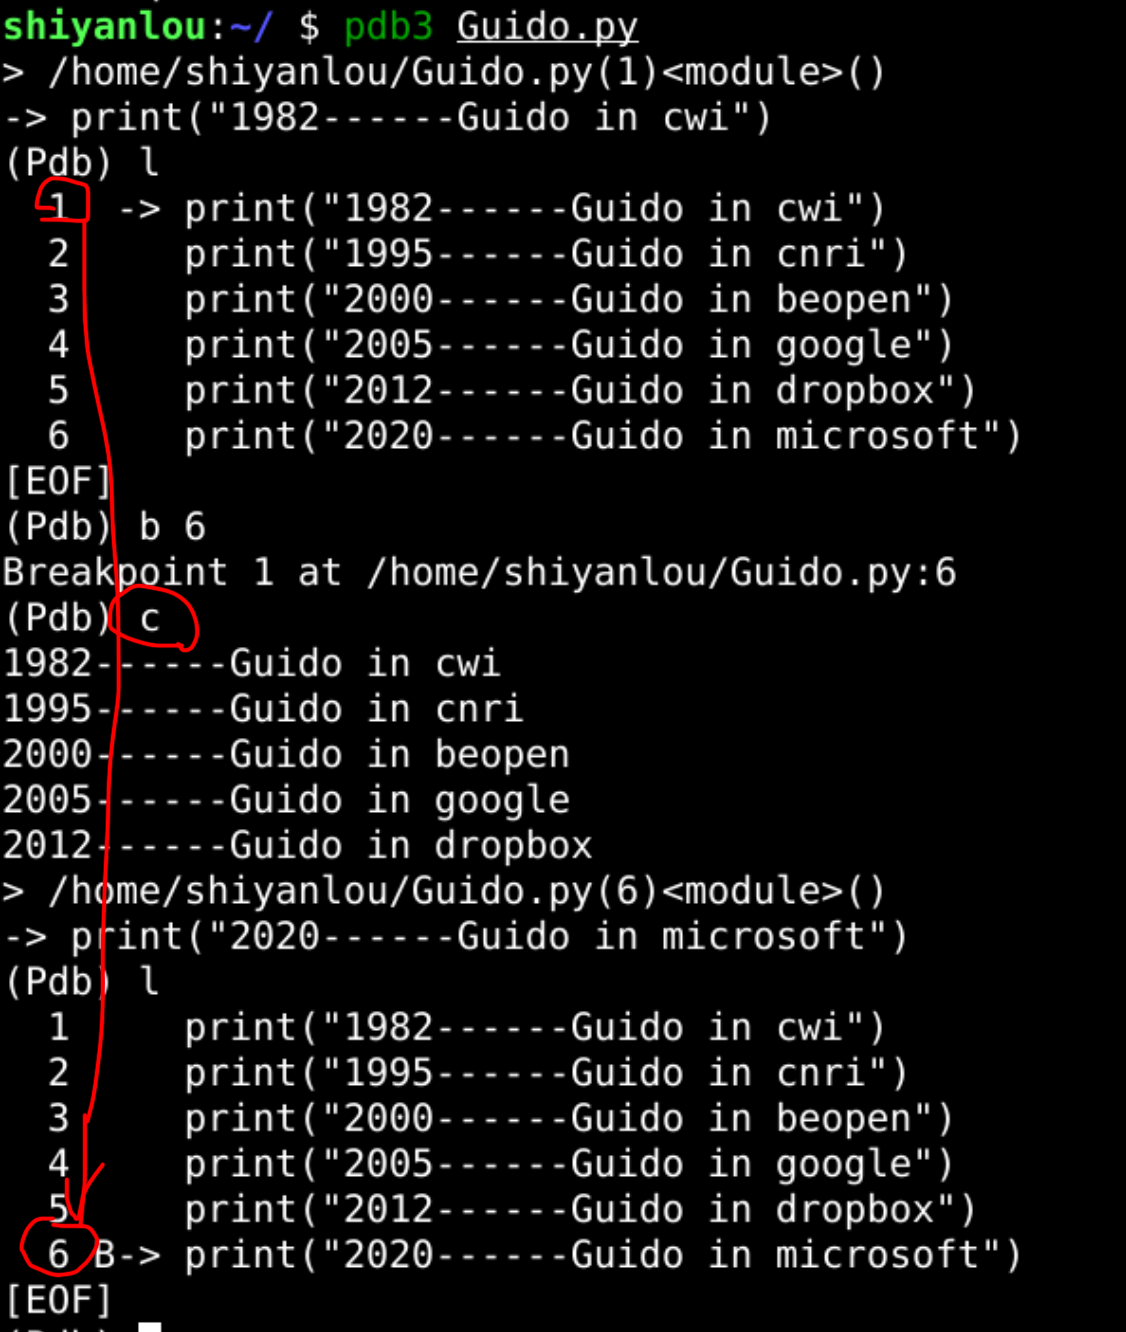 shiyanlou:~/ $ pdb3 Guido.py
> /home/shiyanlou/Guido.py(1)<module>()
-> print("1982------Guido in cwi")
(Pdb) l
  1  -> print("1982------Guido in cwi")
  2     print("1995------Guido in cnri")
  3     print("2000------Guido in beopen")
  4     print("2005------Guido in google")
  5     print("2012------Guido in dropbox")
  6     print("2020------Guido in microsoft")
[EOF]
(Pdb) b 6
Breakpoint 1 at /home/shiyanlou/Guido.py:6
(Pdb) c
1982------Guido in cwi
1995------Guido in cnri
2000------Guido in beopen
2005------Guido in google
2012------Guido in dropbox
> /home/shiyanlou/Guido.py(6)<module>()
-> print("2020------Guido in microsoft")
(Pdb) l
  1     print("1982------Guido in cwi")
  2     print("1995------Guido in cnri")
  3     print("2000------Guido in beopen")
  4     print("2005------Guido in google")
  5     print("2012------Guido in dropbox")
  6 B-> print("2020------Guido in microsoft")
[EOF]